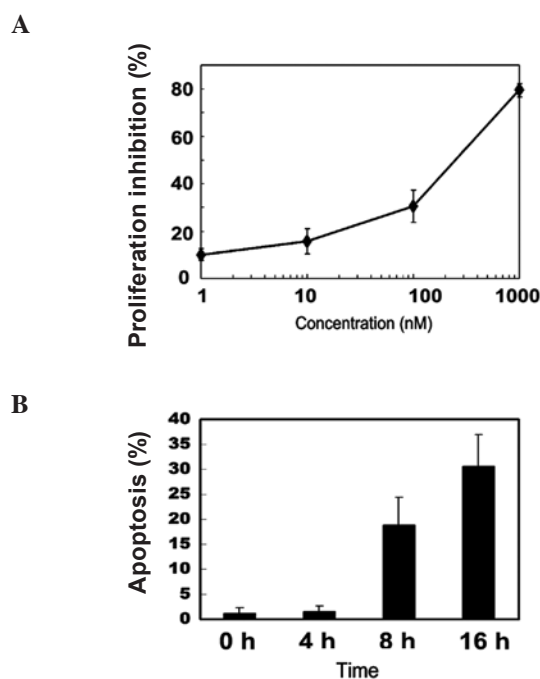 A
Proliferation inhibition (%)
80
60
40
20
0
1 10 100 1000
Concentration (nM)
B
Apoptosis (%)
40
35
30
25
20
15
10
5
0
0 h 4 h 8 h 16 h
Time